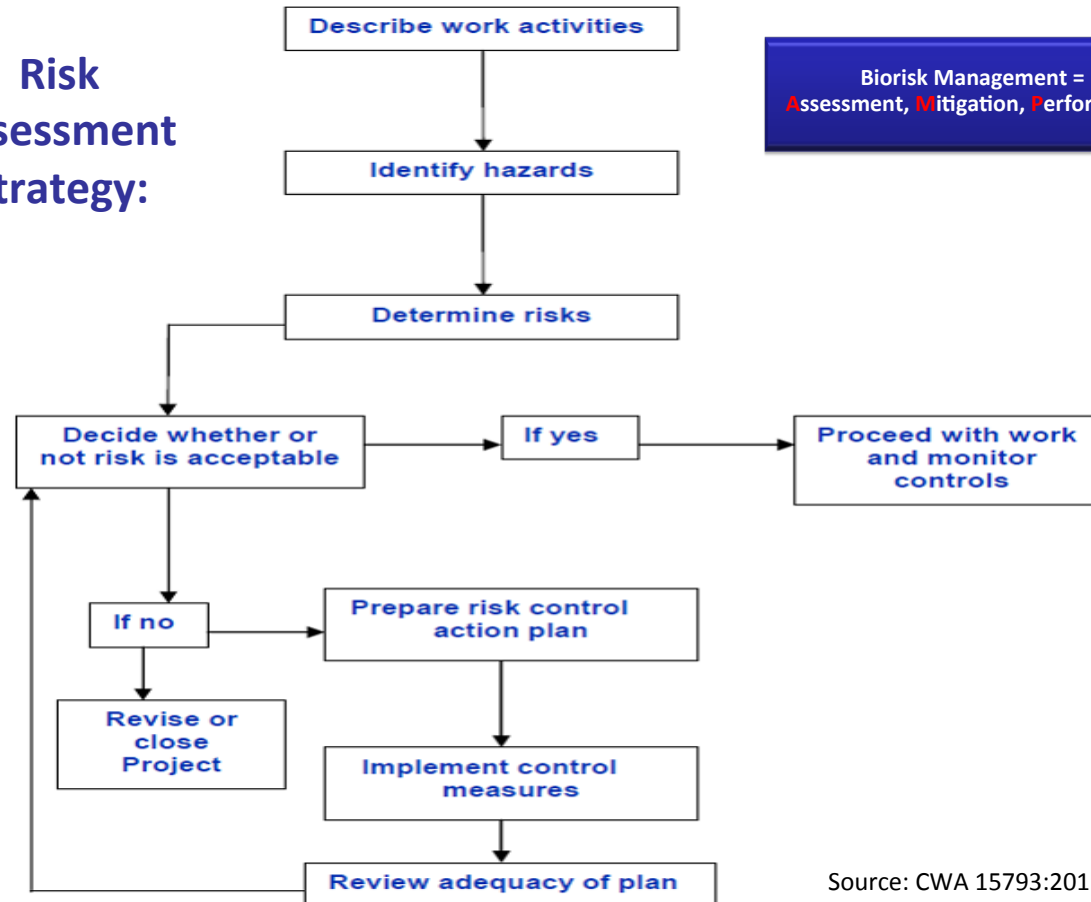 Risk
sessment
trategy:
Describe work activities
Biorisk Management =
Assessment, Mitigation, Perfor
Identify hazards
Determine risks
Decide whether or
not risk is acceptable
If yes
Proceed with work
and monitor
controls
If no
Prepare risk control
action plan
Revise or
close
Project
Implement control
measures
Review adequacy of plan
Source: CWA 15793:201